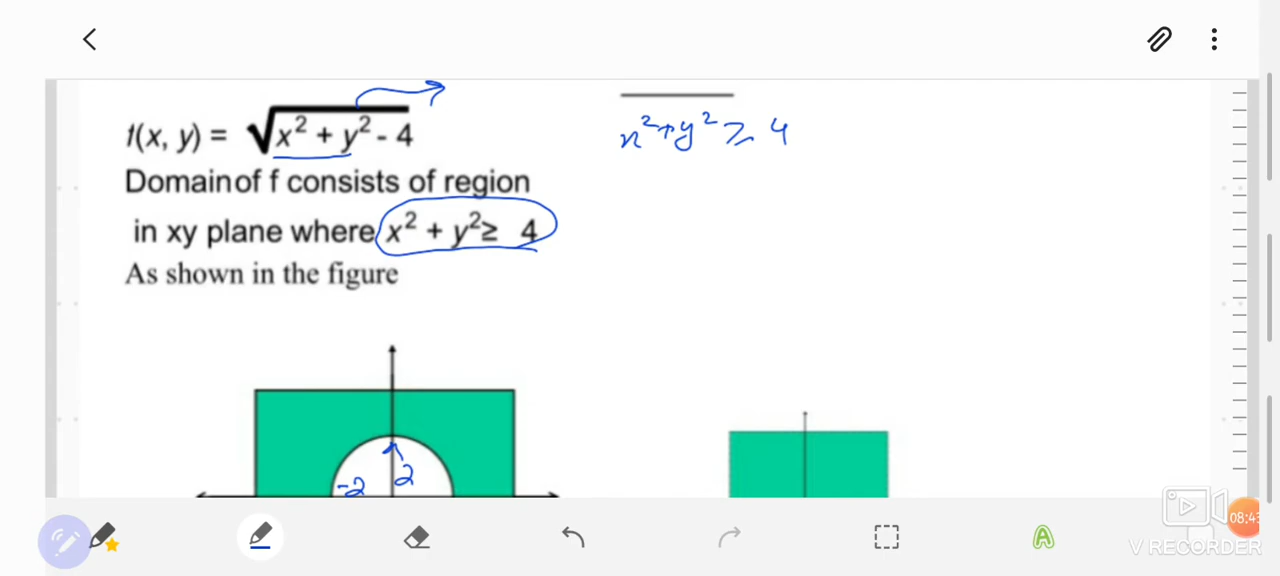 f(x, y) = √x² + y² - 4
x²+y² ≥ 4
Domain of f consists of region
in xy plane where x² + y² ≥ 4
As shown in the figure
-2
2
08:43
V RECORDER